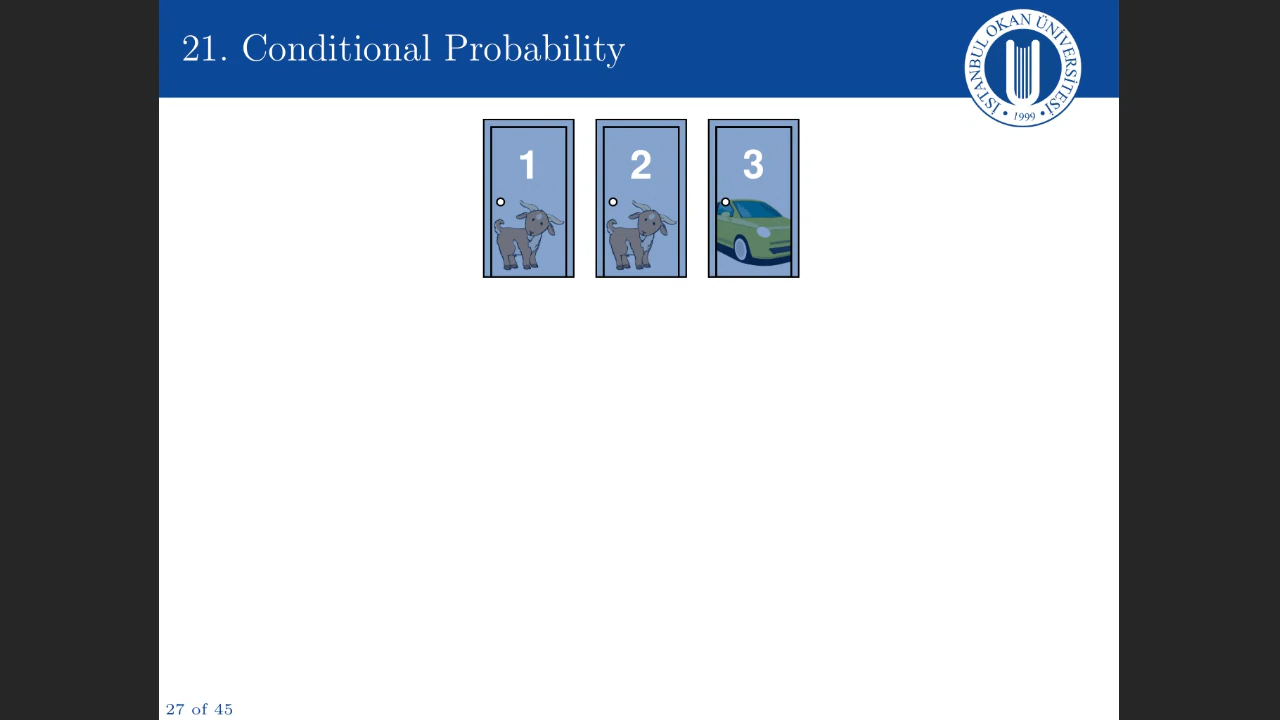 21. Conditional Probability
İSTANBUL OKAN ÜNİVERSİTESİ
• 1999 •
1 2 3
27 of 45